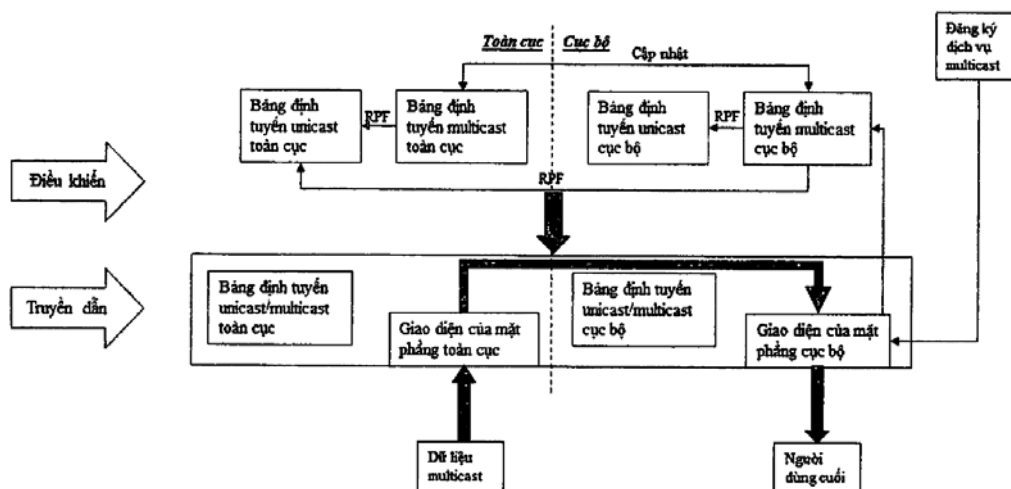 Toàn cục
Cục bộ
Cập nhật
Đăng ký
dịch vụ
multicast
Bảng định
tuyến unicast
toàn cục
RPF
Bảng định
tuyến multicast
toàn cục
Bảng định
tuyến unicast
cục bộ
RPF
Bảng định
tuyến multicast
cục bộ
RPF
Điều khiển
Truyền dẫn
Bảng định tuyến
unicast/multicast
toàn cục
Giao diện của mặt
phẳng toàn cục
Bảng định tuyến
unicast/multicast
cục bộ
Giao diện của mặt
phẳng cục bộ
Dữ liệu
multicast
Người
dùng cuối